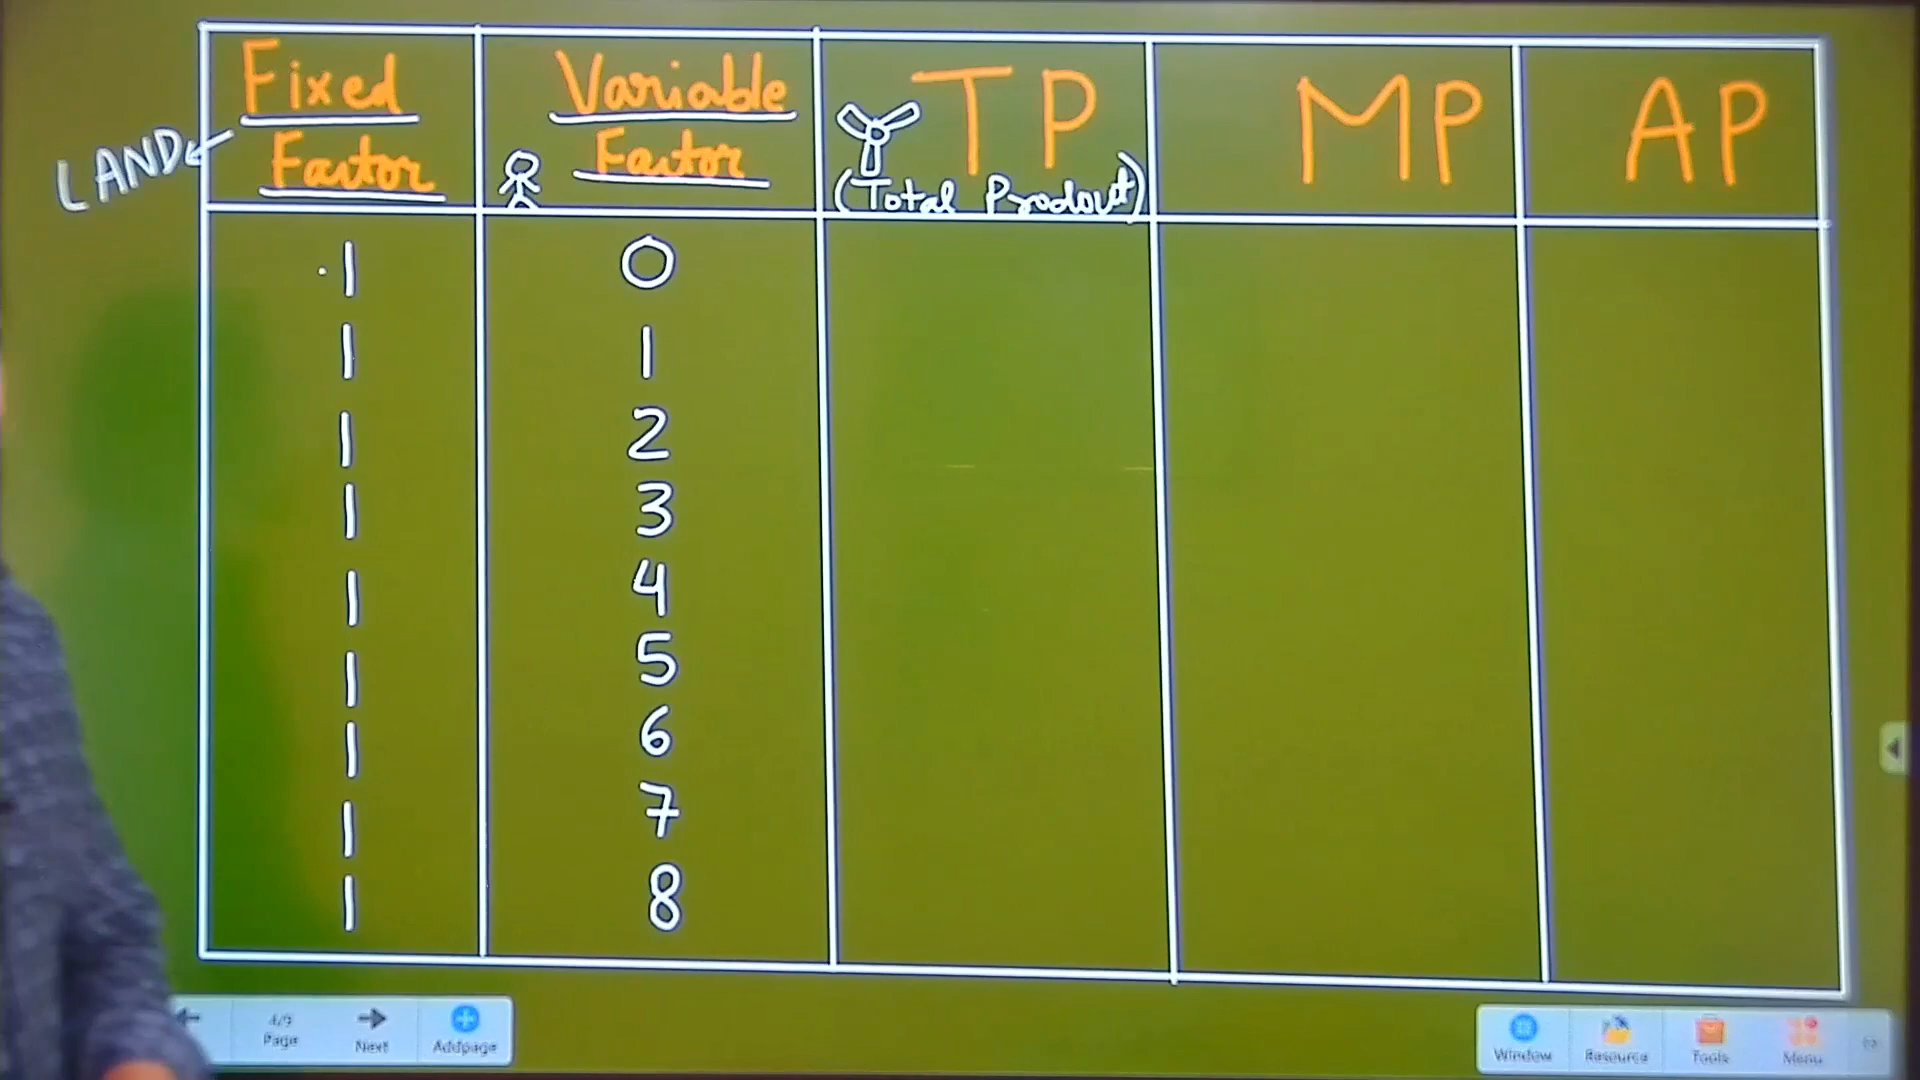 Fixed
Factor
Variable
Factor
TP
(Total Product)
MP
AP
LAND
1 0
1 1
1 2
1 3
1 4
1 5
1 6
1 7
1 8
4/9
Page
Next
Addpage
Window
Resource
Tools
Menu